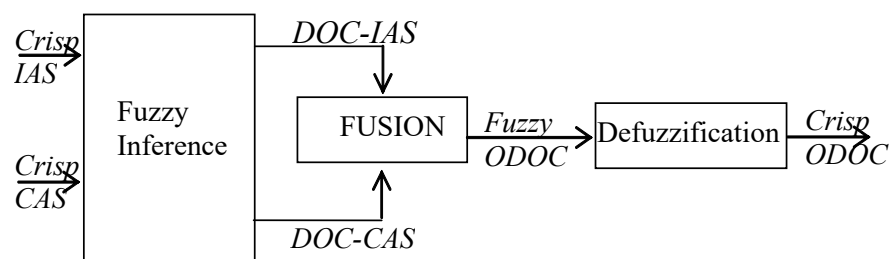 Crisp
IAS
Crisp
CAS
Fuzzy
Inference
DOC-IAS
DOC-CAS
FUSION
Fuzzy
ODOC
Defuzzification
Crisp
ODOC